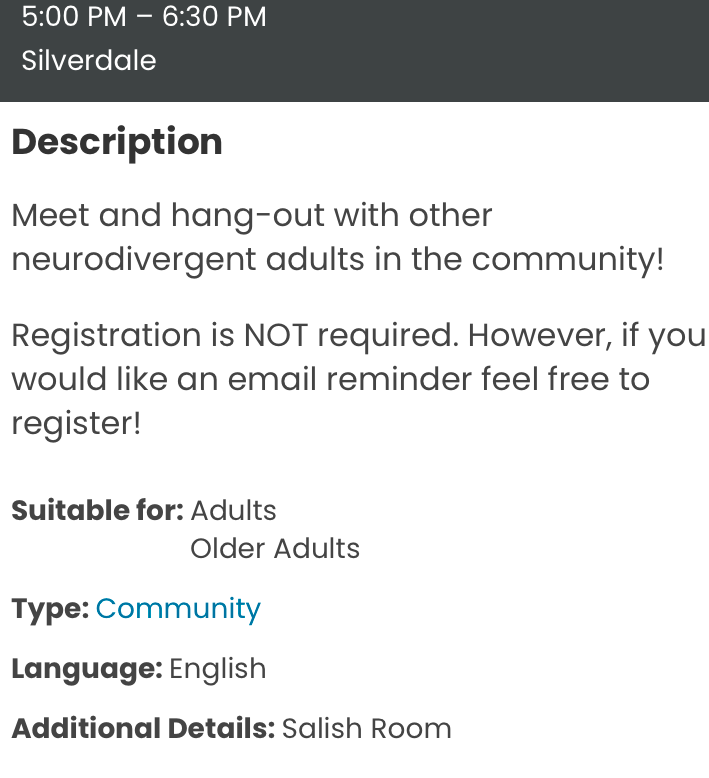 5:00 PM – 6:30 PM
Silverdale
Description
Meet and hang-out with other
neurodivergent adults in the community!
Registration is NOT required. However, if you
would like an email reminder feel free to
register!
Suitable for: Adults
Older Adults
Type: Community
Language: English
Additional Details: Salish Room